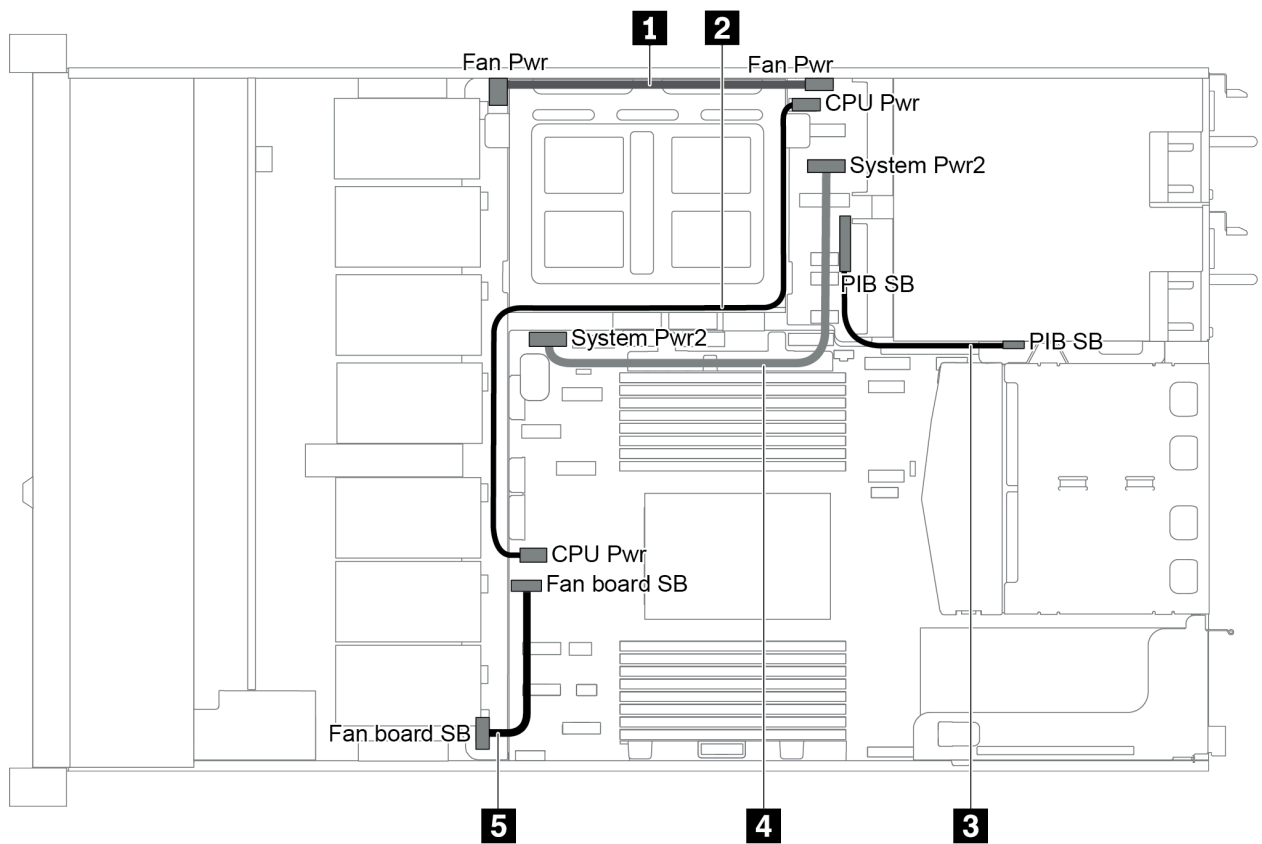 1
2
Fan Pwr
Fan Pwr
CPU Pwr
System Pwr2
PIB SB
System Pwr2
PIB SB
CPU Pwr
Fan board SB
Fan board SB
5
4
3